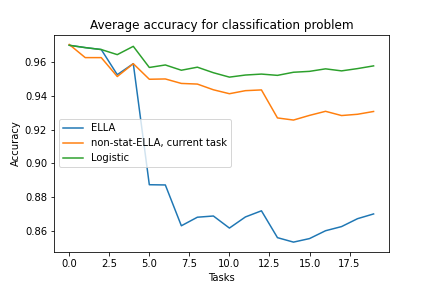 Average accuracy for classification problem
Accuracy
0.96
0.94
0.92
0.90
0.88
0.86
ELLA
non-stat-ELLA, current task
Logistic
0.0 2.5 5.0 7.5 10.0 12.5 15.0 17.5
Tasks